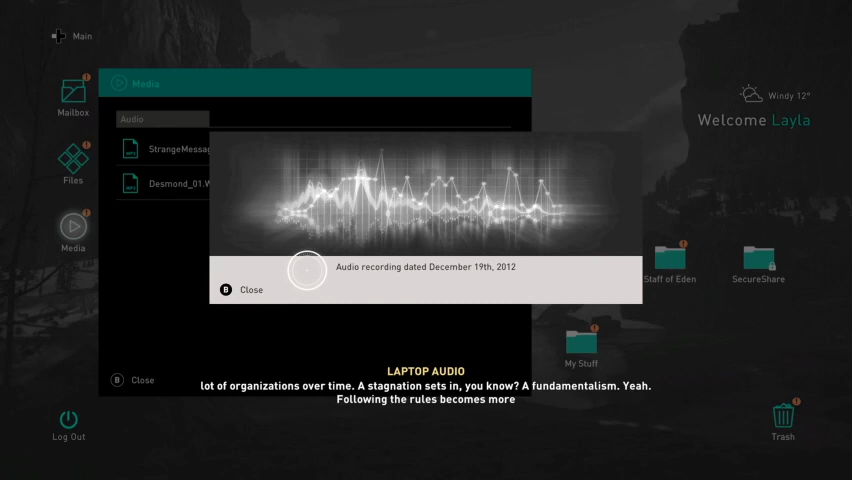 Main
Mailbox
Files
Media
Log Out
Media
Audio
MP3
StrangeMessag
MP3
Desmond_01.W
B Close
Audio recording dated December 19th, 2012
B Close
Windy 12°
Welcome Layla
Staff of Eden
SecureShare
My Stuff
Trash
LAPTOP AUDIO
lot of organizations over time. A stagnation sets in, you know? A fundamentalism. Yeah.
Following the rules becomes more